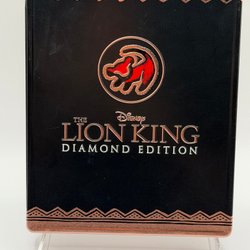 Disney
THE
LION KING
DIAMOND EDITION